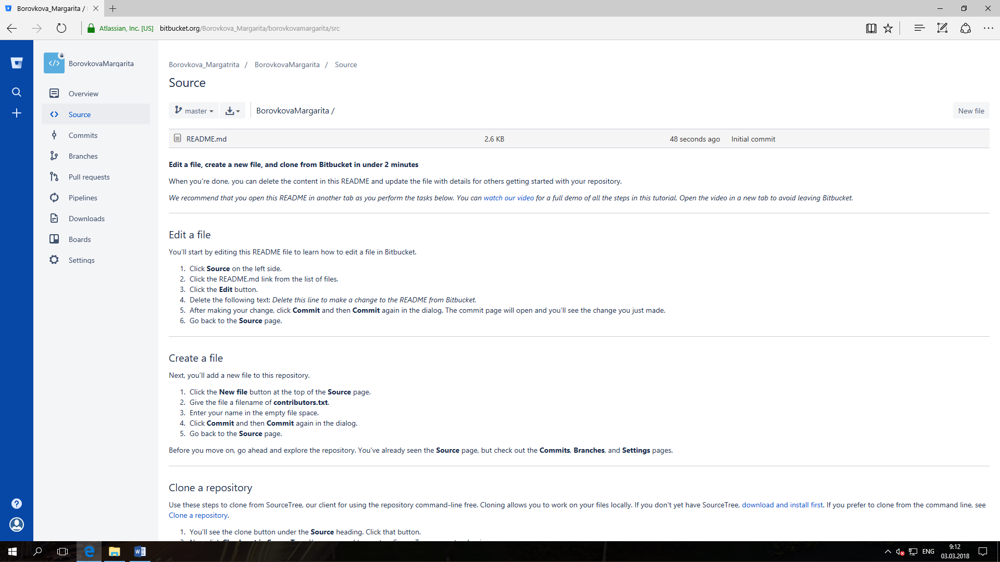 Borovkova_Margarita /
Atlassian, Inc. [US]
bitbucket.org/Borovkova_Margarita/borovkovamargarita/src
BorovkovaMargarita
Overview
Source
Commits
Branches
Pull requests
Pipelines
Downloads
Boards
Settings
Borovkova_Margatrita / BorovkovaMargarita / Source
Source
master
BorovkovaMargarita /
New file
README.md 2.6 KB 48 seconds ago Initial commit
Edit a file, create a new file, and clone from Bitbucket in under 2 minutes
When you're done, you can delete the content in this README and update the file with details for others getting started with your repository.
We recommend that you open this README in another tab as you perform the tasks below. You can watch our video for a full demo of all the steps in this tutorial. Open the video in a new tab to avoid leaving Bitbucket.
Edit a file
You’ll start by editing this README file to learn how to edit a file in Bitbucket.
1. Click Source on the left side.
2. Click the README.md link from the list of files.
3. Click the Edit button.
4. Delete the following text: Delete this line to make a change to the README from Bitbucket.
5. After making your change, click Commit and then Commit again in the dialog. The commit page will open and you’ll see the change you just made.
6. Go back to the Source page.
Create a file
Next, you’ll add a new file to this repository.
1. Click the New file button at the top of the Source page.
2. Give the file a filename of contributors.txt.
3. Enter your name in the empty file space.
4. Click Commit and then Commit again in the dialog.
5. Go back to the Source page.
Before you move on, go ahead and explore the repository. You've already seen the Source page, but check out the Commits, Branches, and Settings pages.
Clone a repository
Use these steps to clone from SourceTree, our client for using the repository command-line free. Cloning allows you to work on your files locally. If you don't yet have SourceTree, download and install first. If you prefer to clone from the command line, see
Clone a repository.
1. You’ll see the clone button under the Source heading. Click that button.
ENG
9:12
03.03.2018